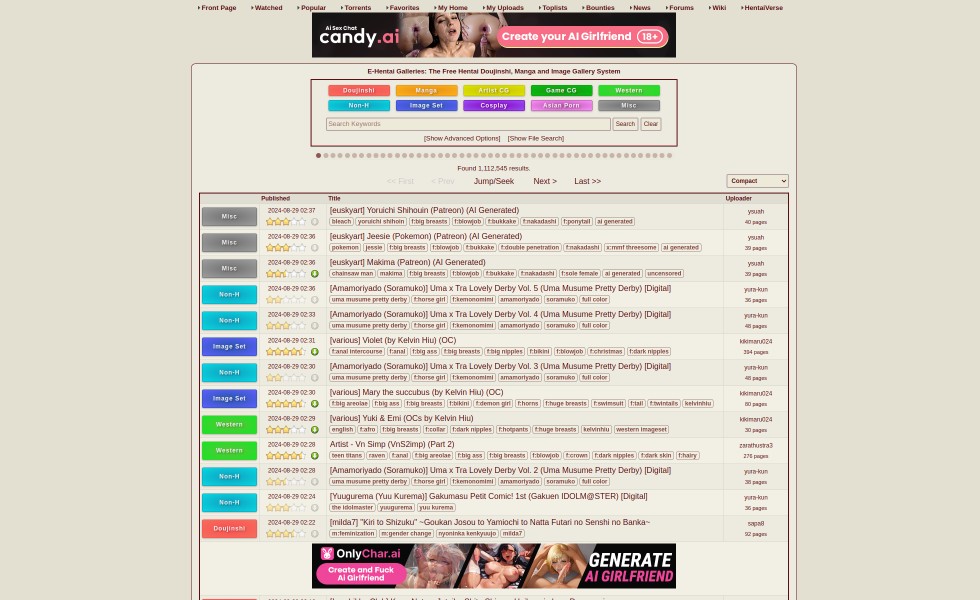 Front Page Watched Popular Torrents Favorites My Home My Uploads Toplists Bounties News Forums Wiki HentaiVerse
Ai Sex Chat
candy.ai
Create your AI Girlfriend 18+
E-Hentai Galleries: The Free Hentai Doujinshi, Manga and Image Gallery System
Doujinshi Manga Artist CG Game CG Western
Non-H Image Set Cosplay Asian Porn Misc
Search Keywords Search Clear
[Show Advanced Options] [Show File Search]
Found 1,112,545 results.
<< First < Prev Jump/Seek Next > Last >> Compact
Published Title Uploader
Misc 2024-08-29 02:37 [euskyart] Yoruichi Shihouin (Patreon) (AI Generated) ysuah
bleach yoruichi shihoin f:big breasts f:blowjob f:bukkake f:nakadashi f:ponytail ai generated 40 pages
Misc 2024-08-29 02:36 [euskyart] Jeesie (Pokemon) (Patreon) (AI Generated) ysuah
pokemon jessie f:big breasts f:blowjob f:bukkake f:double penetration f:nakadashi x:mmf threesome ai generated 39 pages
Misc 2024-08-29 02:36 [euskyart] Makima (Patreon) (AI Generated) ysuah
chainsaw man makima f:big breasts f:blowjob f:bukkake f:nakadashi f:sole female ai generated uncensored 39 pages
Non-H 2024-08-29 02:36 [Amamoriyado (Soramuko)] Uma x Tra Lovely Derby Vol. 5 (Uma Musume Pretty Derby) [Digital] yura-kun
uma musume pretty derby f:horse girl f:kemonomimi amamoriyado soramuko full color 36 pages
Non-H 2024-08-29 02:33 [Amamoriyado (Soramuko)] Uma x Tra Lovely Derby Vol. 4 (Uma Musume Pretty Derby) [Digital] yura-kun
uma musume pretty derby f:horse girl f:kemonomimi amamoriyado soramuko full color 48 pages
Image Set 2024-08-29 02:31 [various] Violet (by Kelvin Hiu) (OC) kikimaru024
f:anal intercourse f:anal f:big ass f:big breasts f:big nipples f:bikini f:blowjob f:christmas f:dark nipples 394 pages
Non-H 2024-08-29 02:30 [Amamoriyado (Soramuko)] Uma x Tra Lovely Derby Vol. 3 (Uma Musume Pretty Derby) [Digital] yura-kun
uma musume pretty derby f:horse girl f:kemonomimi amamoriyado soramuko full color 48 pages
Image Set 2024-08-29 02:30 [various] Mary the succubus (by Kelvin Hiu) (OC) kikimaru024
f:big areolae f:big ass f:big breasts f:bikini f:demon girl f:horns f:huge breasts f:swimsuit f:tail f:twintails kelvinhiu 80 pages
Western 2024-08-29 02:29 [various] Yuki & Emi (OCs by Kelvin Hiu) kikimaru024
english f:afro f:big breasts f:collar f:dark nipples f:hotpants f:huge breasts kelvinhiu western imageset 30 pages
Western 2024-08-29 02:28 Artist - Vn Simp (VnS2imp) (Part 2) zarathustra3
teen titans raven f:anal f:big areolae f:big ass f:big breasts f:blowjob f:crown f:dark nipples f:dark skin f:hairy 276 pages
Non-H 2024-08-29 02:28 [Amamoriyado (Soramuko)] Uma x Tra Lovely Derby Vol. 2 (Uma Musume Pretty Derby) [Digital] yura-kun
uma musume pretty derby f:horse girl f:kemonomimi amamoriyado soramuko full color 38 pages
Non-H 2024-08-29 02:24 [Yuugurema (Yuu Kurema)] Gakumasu Petit Comic! 1st (Gakuen IDOLM@STER) [Digital] yura-kun
the idolmaster yuugurema yuu kurema 36 pages
Doujinshi 2024-08-29 02:22 [milda7] "Kiri to Shizuku" ~Goukan Josou to Yamiochi to Natta Futari no Senshi no Banka~ sapa8
m:feminization m:gender change nyoninka kenkyuujo milda7 92 pages
OnlyChar.ai
Create and Fuck
Ai Girlfriend
GENERATE
AI GIRLFRIEND